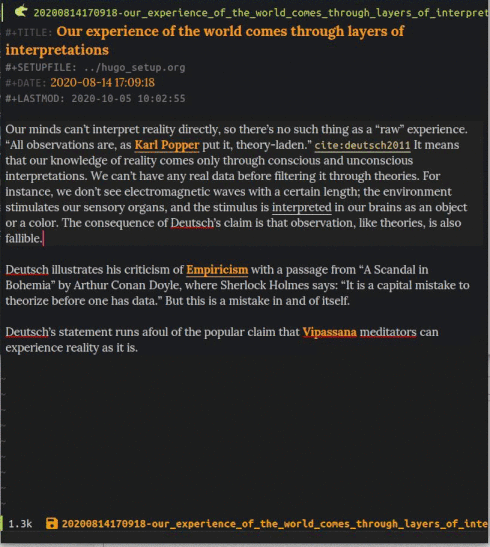 20200814170918-our_experience_of_the_world_comes_through_layers_of_interpret
#+TITLE: Our experience of the world comes through layers of
interpretations
#+SETUPFILE: ../hugo_setup.org
#+DATE: 2020-08-14 17:09:18
#+LASTMOD: 2020-10-05 10:02:55
Our minds can’t interpret reality directly, so there’s no such thing as a “raw” experience.
“All observations are, as Karl Popper put it, theory-laden.” cite:deutsch2011 It means
that our knowledge of reality comes only through conscious and unconscious
interpretations. We can’t have any real data before filtering it through theories. For
instance, we don’t see electromagnetic waves with a certain length; the environment
stimulates our sensory organs, and the stimulus is interpreted in our brains as an object
or a color. The consequence of Deutsch’s claim is that observation, like theories, is also
fallible.
Deutsch illustrates his criticism of Empiricism with a passage from “A Scandal in
Bohemia” by Arthur Conan Doyle, where Sherlock Holmes says: “It is a capital mistake to
theorize before one has data.” But this is a mistake in and of itself.
Deutsch’s statement runs afoul of the popular claim that Vipassana meditators can
experience reality as it is.
1.3k 20200814170918-our_experience_of_the_world_comes_through_layers_of_inte